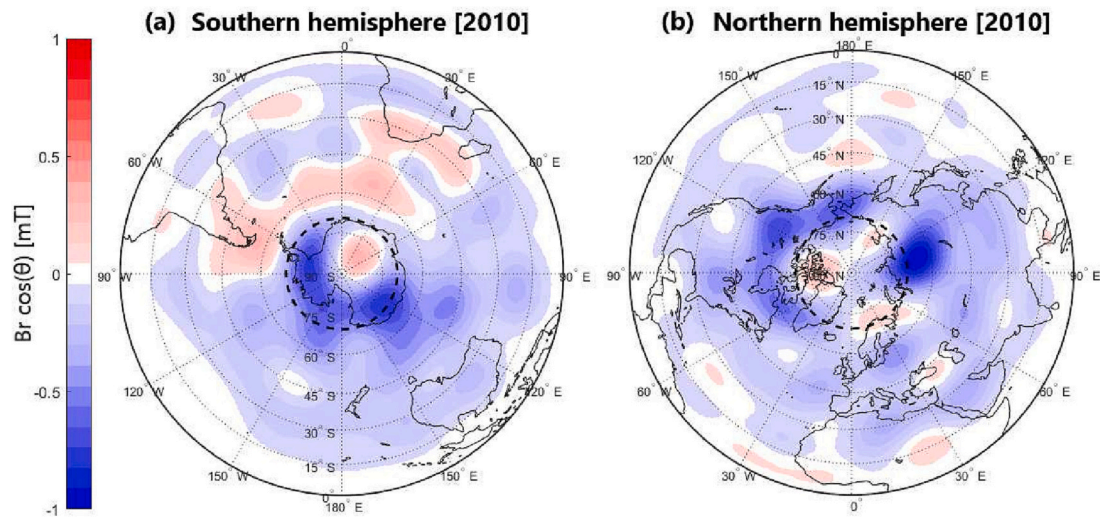 (a) Southern hemisphere [2010]
(b) Northern hemisphere [2010]
Br cos(θ) [mT]
1
0.5
0
-0.5
-1
0°
30° W
30° E
60° W
60° E
90° W
90° E
120° W
120° E
150° W
150° E
180° E
90° S
75° S
60° S
45° S
30° S
15° S
0°
180° E
0
150° W
150° E
15° N
30° N
45° N
60° N
75° N
90° N
120° W
120° E
90° W
90° E
60° W
60° E
30° W
30° E
0°